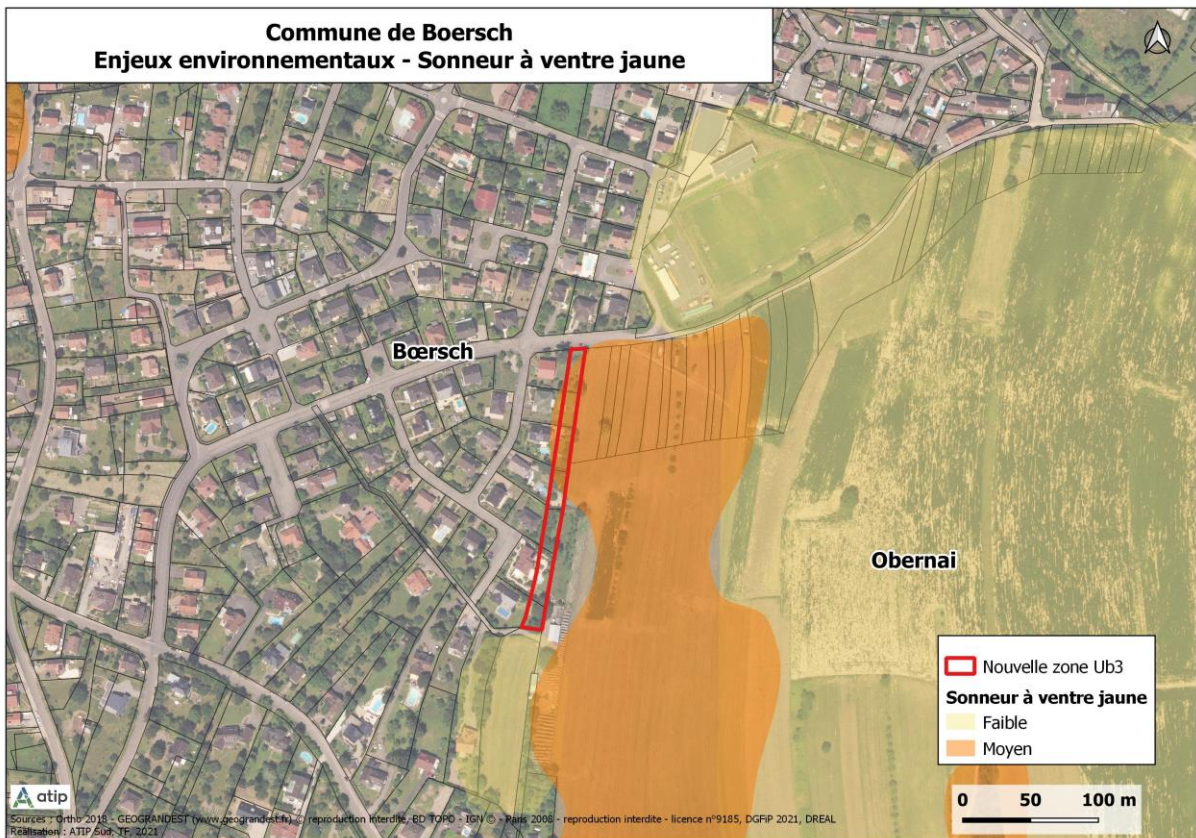 Commune de Boersch
Enjeux environnementaux - Sonneur à ventre jaune
Bœrsch
Obernai
Nouvelle zone Ub3
Sonneur à ventre jaune
Faible
Moyen
0 50 100 m
atip
Sources : Ortho 2018 - GEOGRANDEST (www.geograndest.fr) © reproduction interdite, BD TOPO - IGN © - Paris 2008 - reproduction interdite - licence n°9185, DGFiP 2021, DREAL
Réalisation : ATIP Sud, TF, 2021